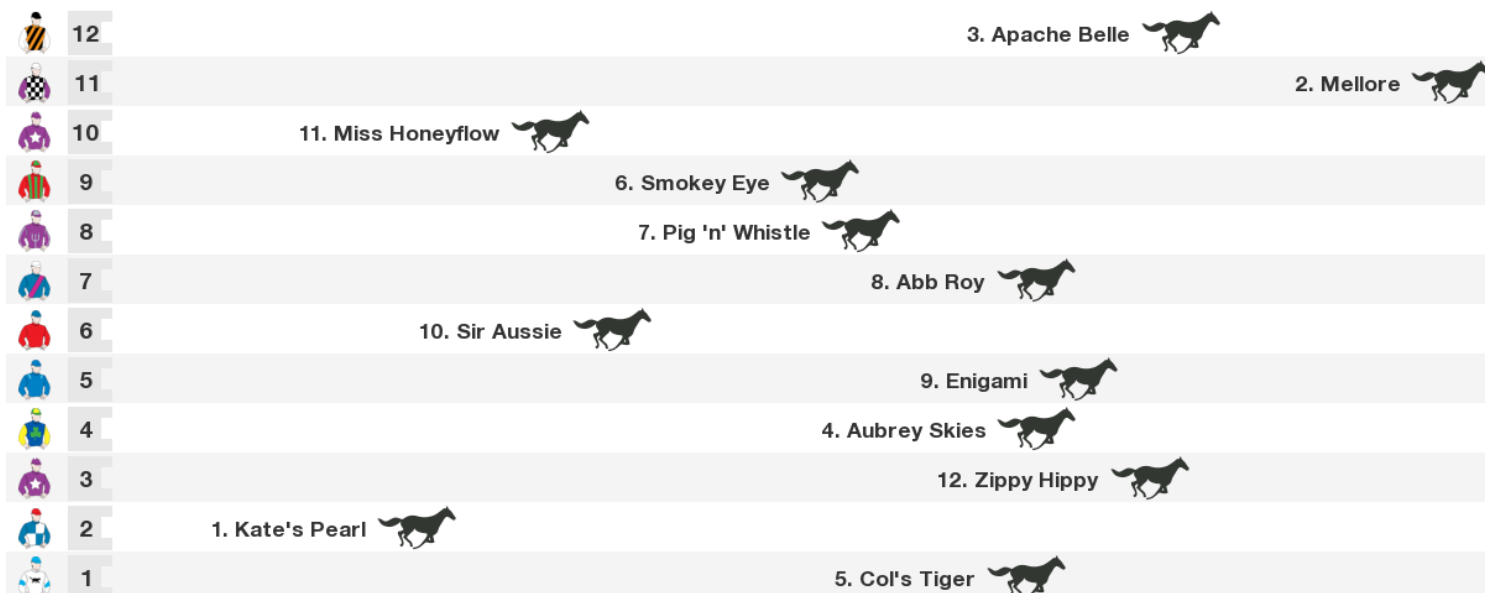 12 3. Apache Belle
11 2. Mellore
10 11. Miss Honeyflow
9 6. Smokey Eye
8 7. Pig 'n' Whistle
7 8. Abb Roy
6 10. Sir Aussie
5 9. Enigami
4 4. Aubrey Skies
3 12. Zippy Hippy
2 1. Kate's Pearl
1 5. Col's Tiger